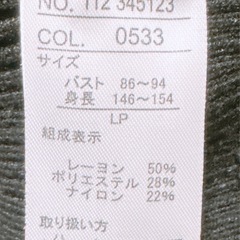 NO. 112 345123
COL. 0533
サイズ
バスト 86~94
身長 146~154
LP
組成表示
レーヨン 50%
ポリエステル 28%
ナイロン 22%
取り扱い方